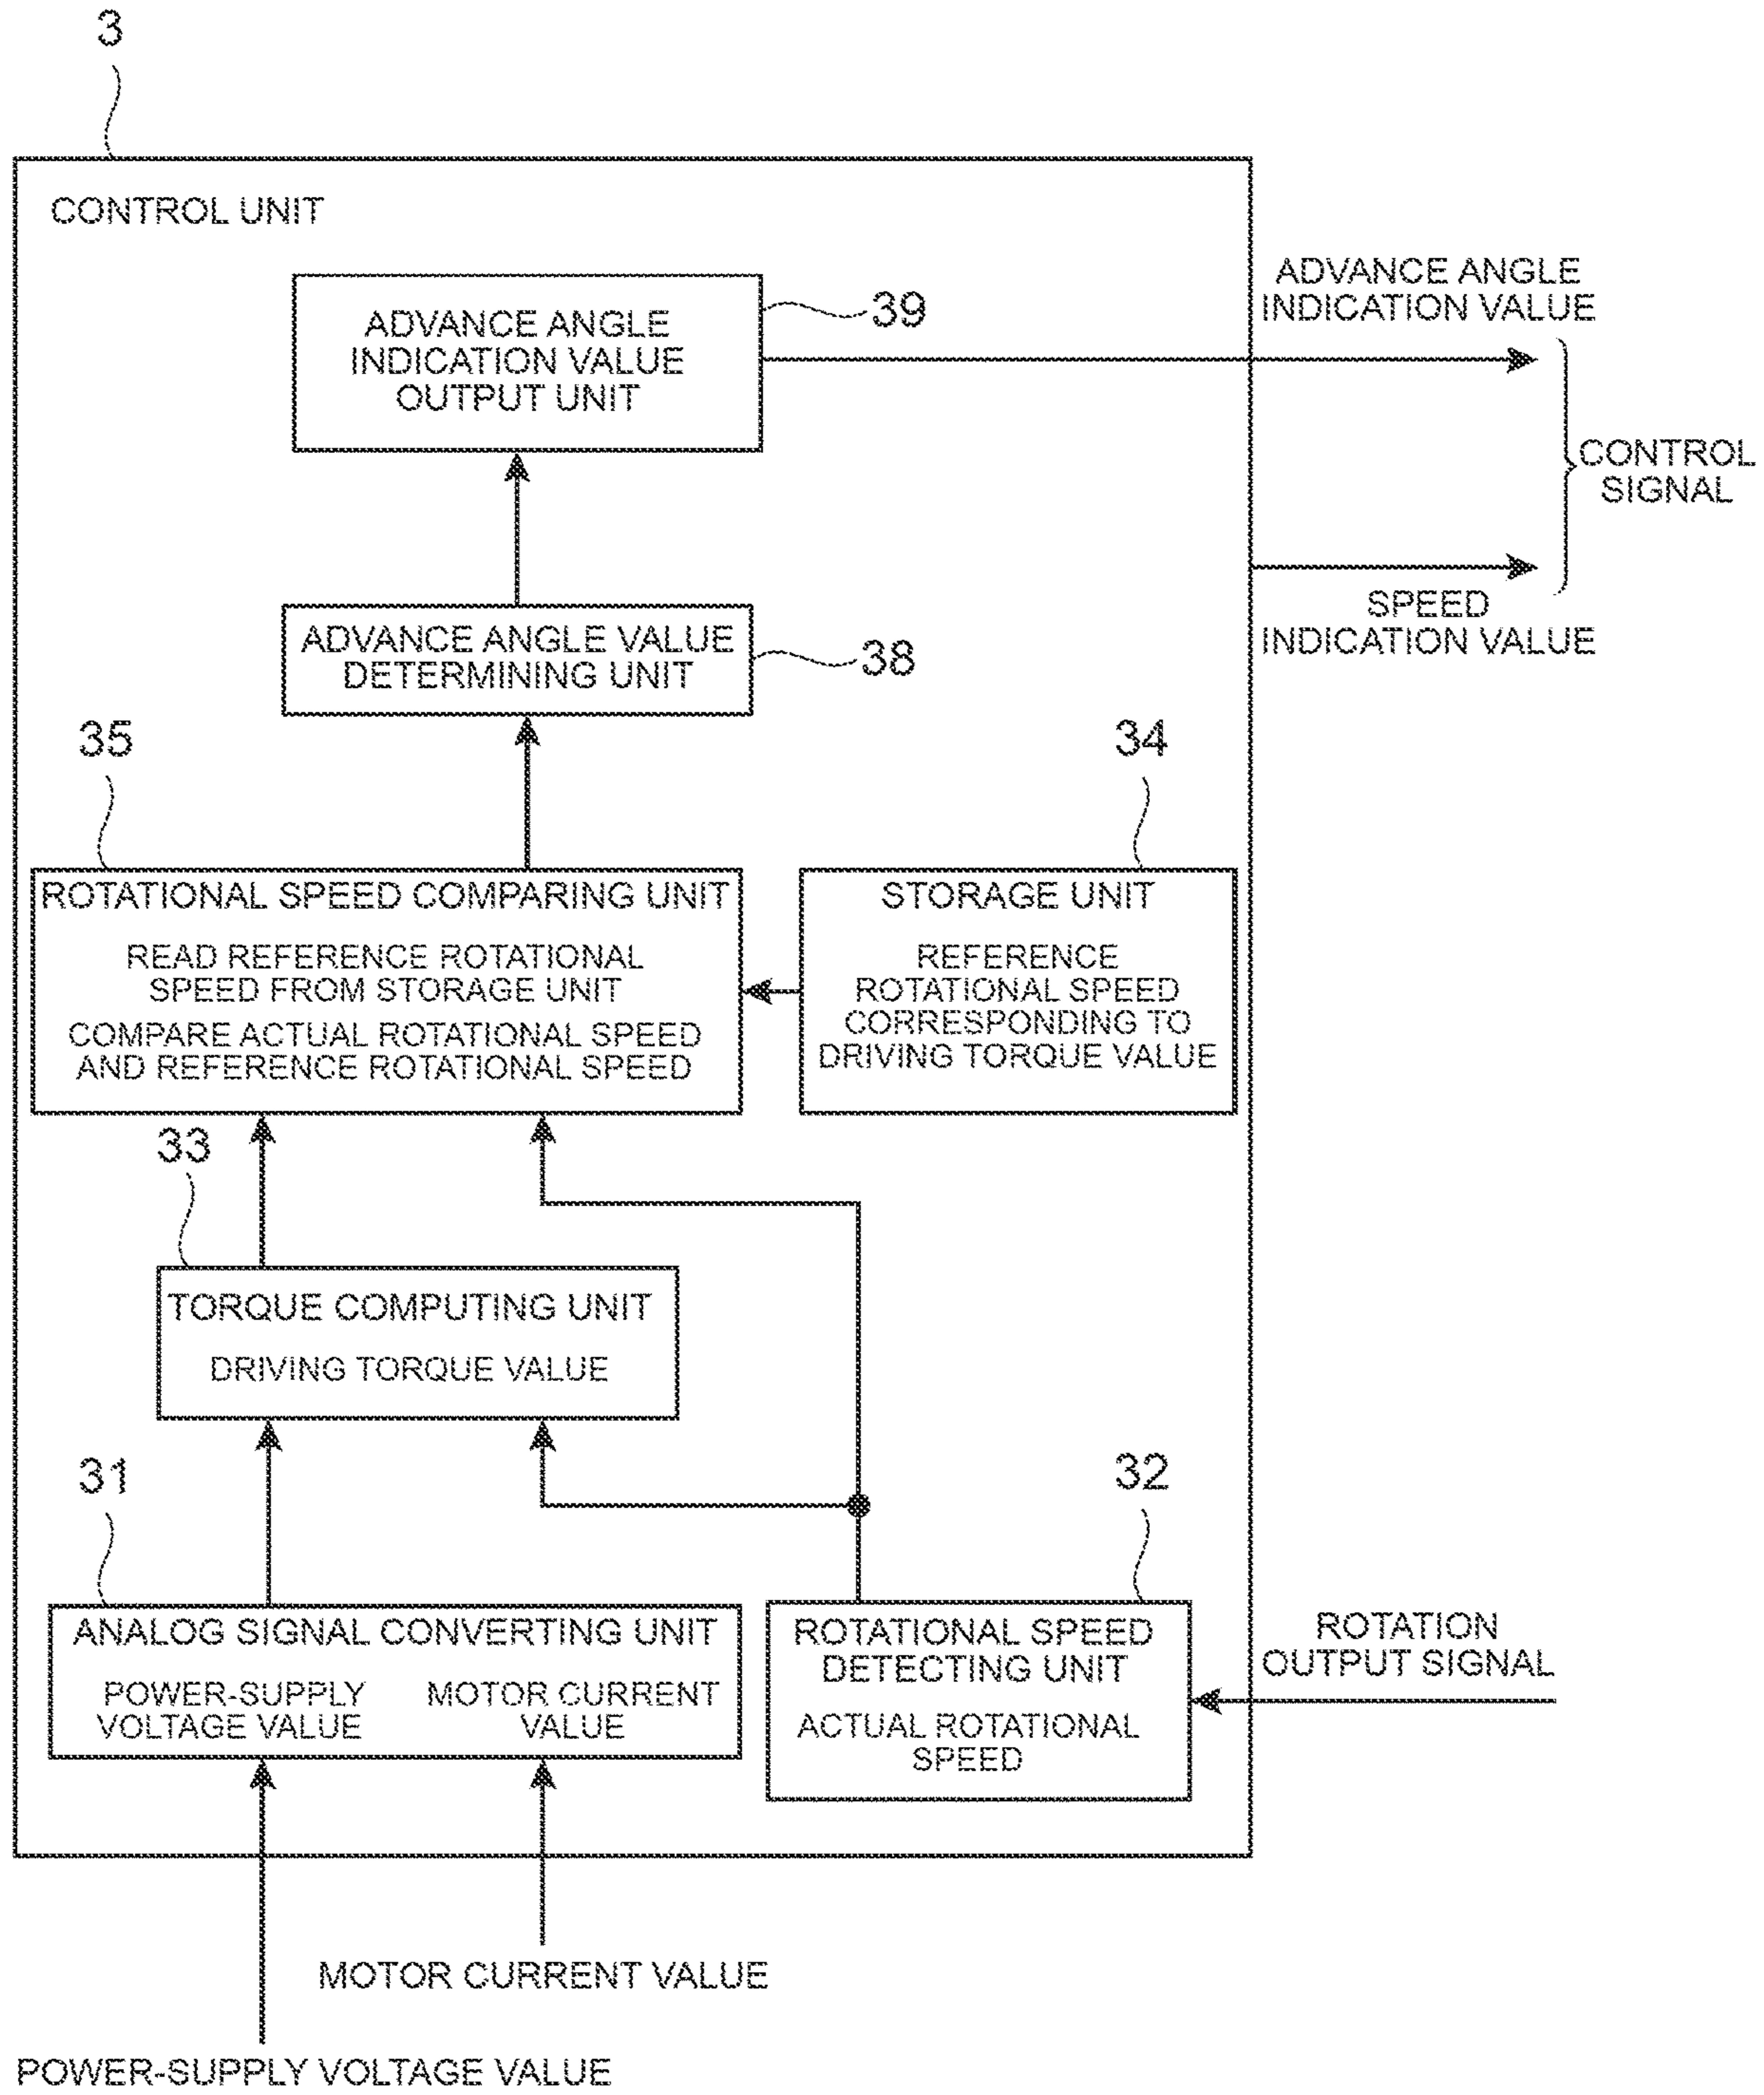 3
CONTROL UNIT
ADVANCE ANGLE
INDICATION VALUE
OUTPUT UNIT
39
ADVANCE ANGLE
INDICATION VALUE
CONTROL
SIGNAL
SPEED
INDICATION VALUE
ADVANCE ANGLE VALUE
DETERMINING UNIT
38
35
34
ROTATIONAL SPEED COMPARING UNIT
READ REFERENCE ROTATIONAL
SPEED FROM STORAGE UNIT
COMPARE ACTUAL ROTATIONAL SPEED
AND REFERENCE ROTATIONAL SPEED
STORAGE UNIT
REFERENCE
ROTATIONAL SPEED
CORRESPONDING TO
DRIVING TORQUE VALUE
33
TORQUE COMPUTING UNIT
DRIVING TORQUE VALUE
31
32
ANALOG SIGNAL CONVERTING UNIT
POWER-SUPPLY
VOLTAGE VALUE
MOTOR CURRENT
VALUE
ROTATIONAL SPEED
DETECTING UNIT
ACTUAL ROTATIONAL
SPEED
ROTATION
OUTPUT SIGNAL
MOTOR CURRENT VALUE
POWER-SUPPLY VOLTAGE VALUE